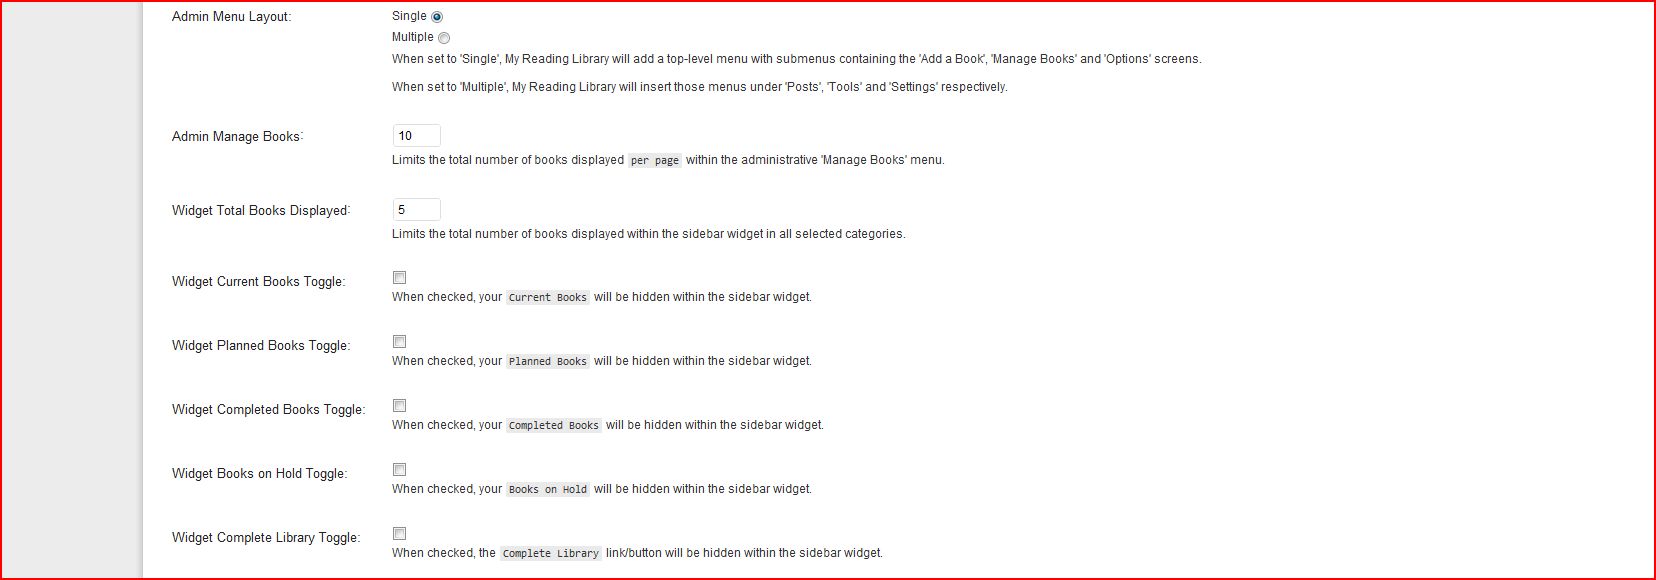 Admin Menu Layout: Single
Multiple
When set to 'Single', My Reading Library will add a top-level menu with submenus containing the 'Add a Book', 'Manage Books' and 'Options' screens.
When set to 'Multiple', My Reading Library will insert those menus under 'Posts', 'Tools' and 'Settings' respectively.
Admin Manage Books: 10
Limits the total number of books displayed per page within the administrative 'Manage Books' menu.
Widget Total Books Displayed: 5
Limits the total number of books displayed within the sidebar widget in all selected categories.
Widget Current Books Toggle:
When checked, your Current Books will be hidden within the sidebar widget.
Widget Planned Books Toggle:
When checked, your Planned Books will be hidden within the sidebar widget.
Widget Completed Books Toggle:
When checked, your Completed Books will be hidden within the sidebar widget.
Widget Books on Hold Toggle:
When checked, your Books on Hold will be hidden within the sidebar widget.
Widget Complete Library Toggle:
When checked, the Complete Library link/button will be hidden within the sidebar widget.